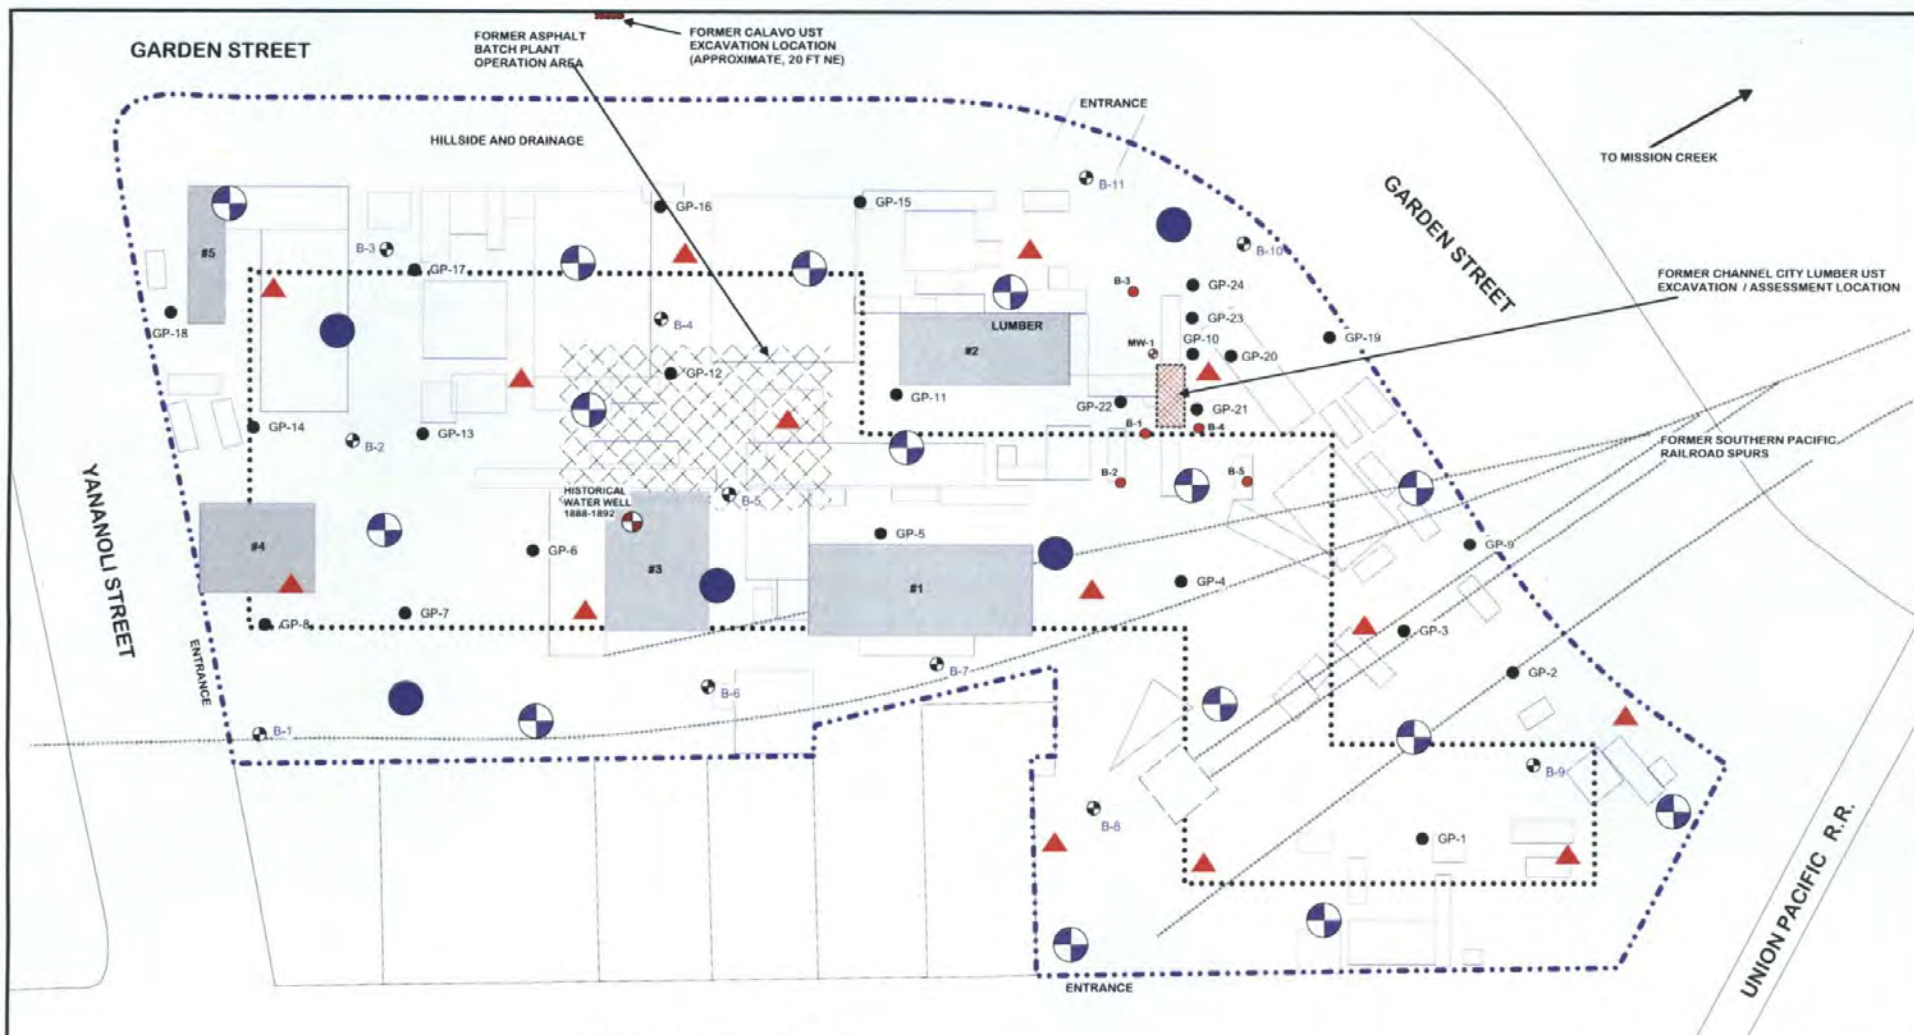 GARDEN STREET
FORMER ASPHALT
BATCH PLANT
OPERATION AREA
FORMER CALAVO UST
EXCAVATION LOCATION
(APPROXIMATE, 20 FT NE)
ENTRANCE
HILLSIDE AND DRAINAGE
TO MISSION CREEK
B-11
GARDEN STREET
GP-16
GP-15
#5
B-3
GP-17
B-10
FORMER CHANNEL CITY LUMBER UST
EXCAVATION / ASSESSMENT LOCATION
B-3
GP-24
GP-18
B-4
LUMBER
GP-23
#2
MW-1
GP-10
GP-20
GP-19
GP-12
GP-11
GP-22
GP-21
GP-14
B-2
GP-13
B-1
B-4
FORMER SOUTHERN PACIFIC
RAILROAD SPURS
B-2
B-5
YANANOLI STREET
HISTORICAL
WATER WELL
1888-1892
B-5
#4
GP-6
#3
GP-5
#1
GP-4
GP-9
GP-8
GP-7
GP-3
ENTRANCE
B-7
GP-2
B-6
B-1
B-9
B-8
GP-1
UNION PACIFIC R.R.
ENTRANCE